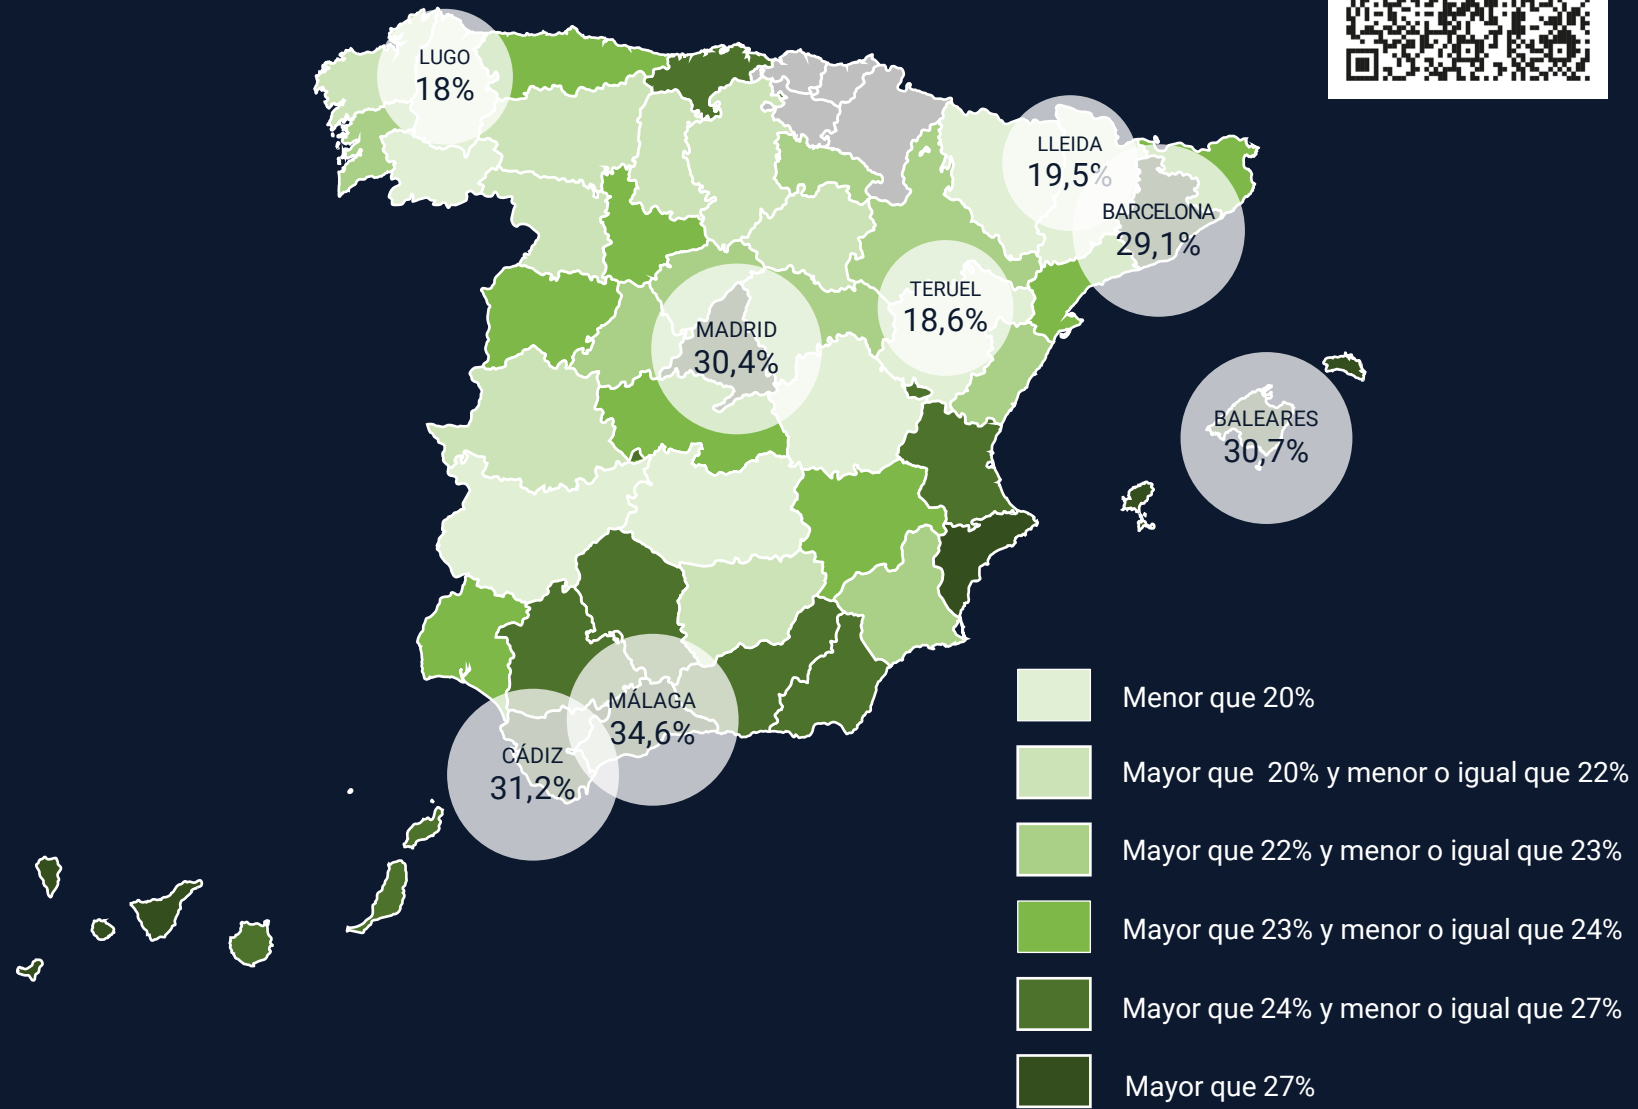 LUGO
18%
LLEIDA
19,5%
BARCELONA
29,1%
TERUEL
18,6%
MADRID
30,4%
BALEARES
30,7%
MÁLAGA
34,6%
CÁDIZ
31,2%
Menor que 20%
Mayor que 20% y menor o igual que 22%
Mayor que 22% y menor o igual que 23%
Mayor que 23% y menor o igual que 24%
Mayor que 24% y menor o igual que 27%
Mayor que 27%